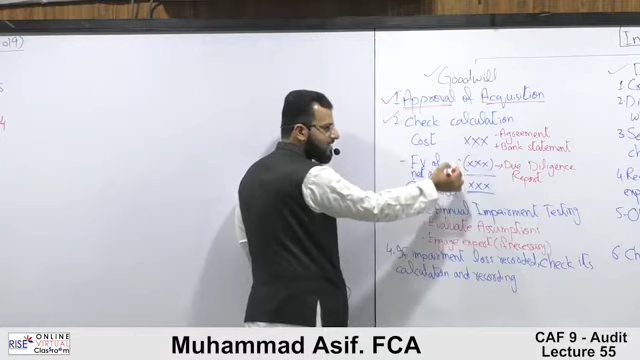 019)
In
✓ Goodwill
✓1 Approval of Acquisition
✓2 Check calculation
Cost xxx - Agreement
+ Bank statement
- F.V of (xxx) → Due Diligence
net Report
xxx
Annual Impairment Testing
Evaluate Assumptions
- Engage expert (if necessary)
4. If impairment loss recorded, Check its
calculation and recording
1 Co
2 D
w
3 Se
ch
4 Re
exp
5
6 Ch
RISE ONLINE VIRTUAL Classroom
Muhammad Asif. FCA
CAF 9 - Audit
Lecture 55